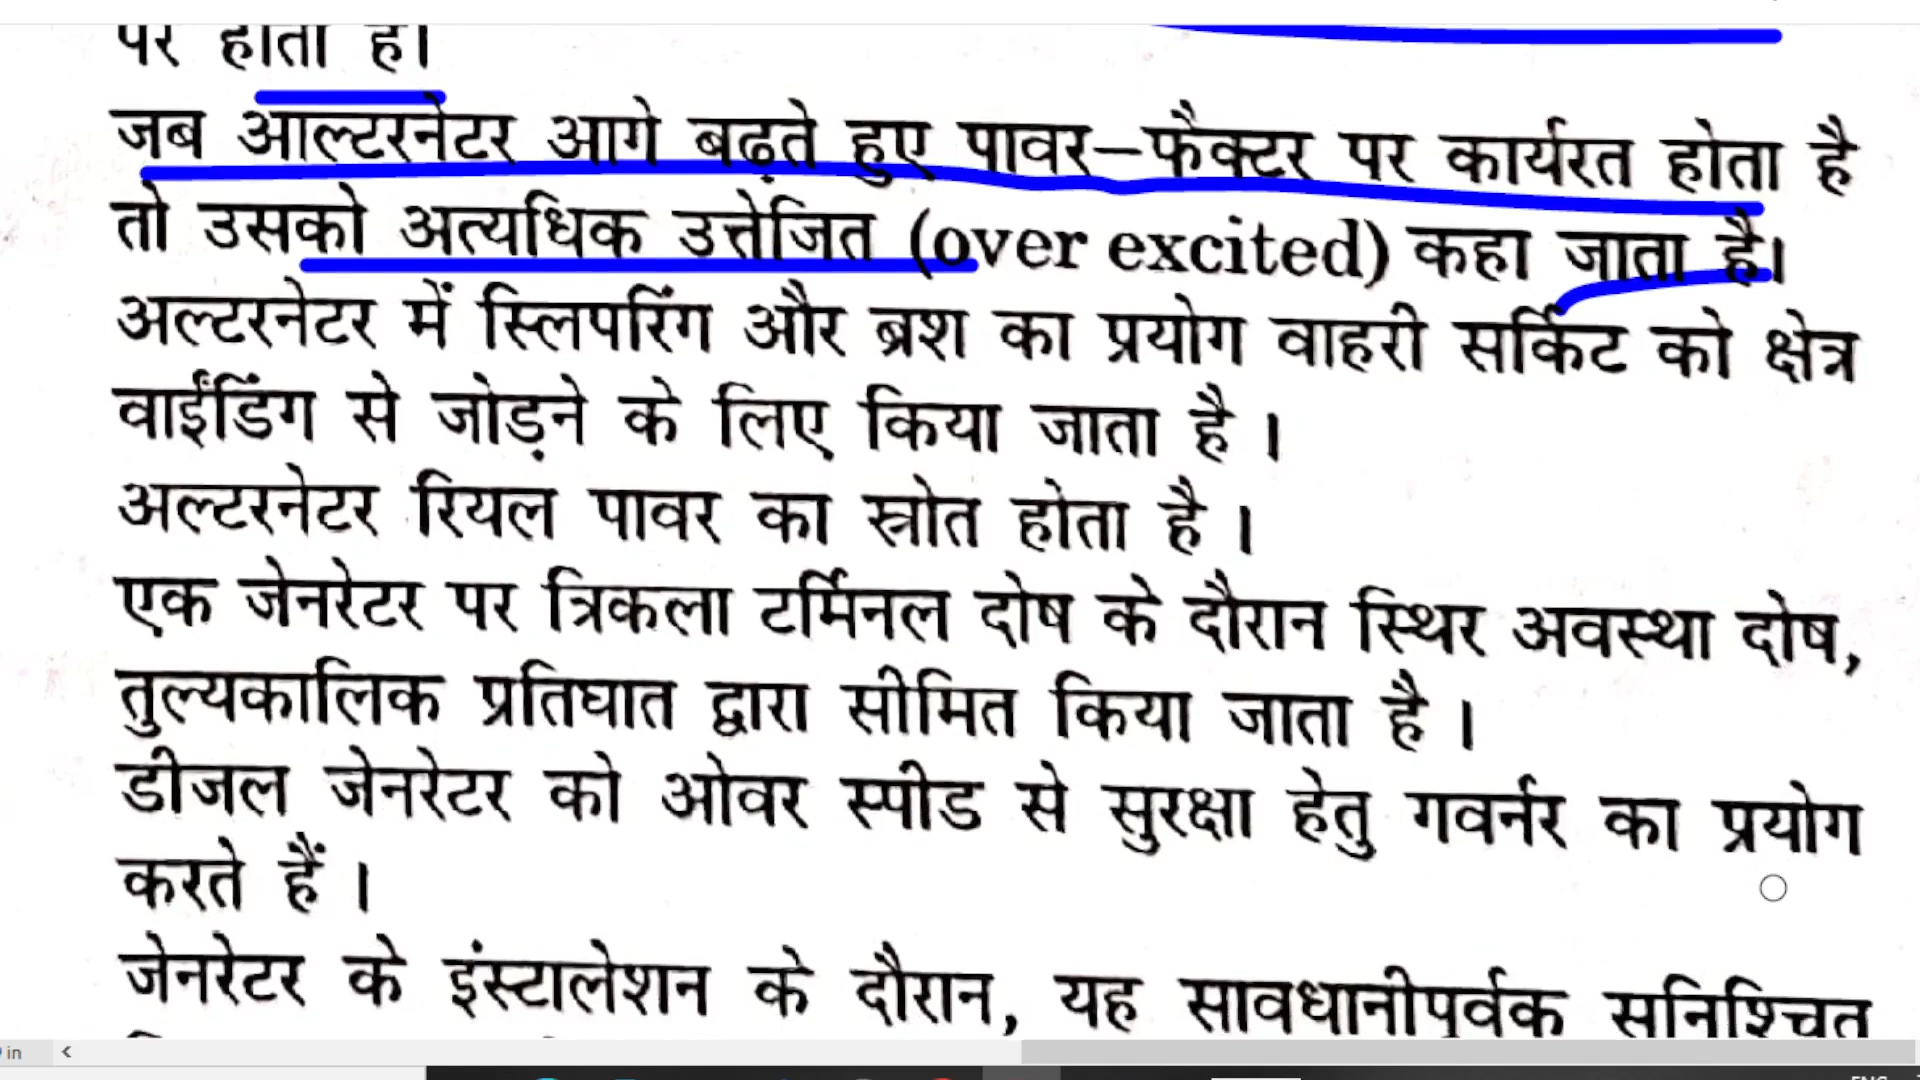 पर होता है।
जब आल्टरनेटर आगे बढ़ते हुए पावर–फैक्टर पर कार्यरत होता है
तो उसको अत्यधिक उत्तेजित (over excited) कहा जाता है।
अल्टरनेटर में स्लिपरिंग और ब्रश का प्रयोग वाहरी सर्किट को क्षेत्र
वाईंडिंग से जोड़ने के लिए किया जाता है ।
अल्टरनेटर रियल पावर का स्रोत होता है ।
एक जेनरेटर पर त्रिकला टर्मिनल दोष के दौरान स्थिर अवस्था दोष,
तुल्यकालिक प्रतिघात द्वारा सीमित किया जाता है ।
डीजल जेनरेटर को ओवर स्पीड से सुरक्षा हेतु गवर्नर का प्रयोग
करते हैं ।
जेनरेटर के इंस्टालेशन के दौरान, यह सावधानीपूर्वक सुनिश्चित
in